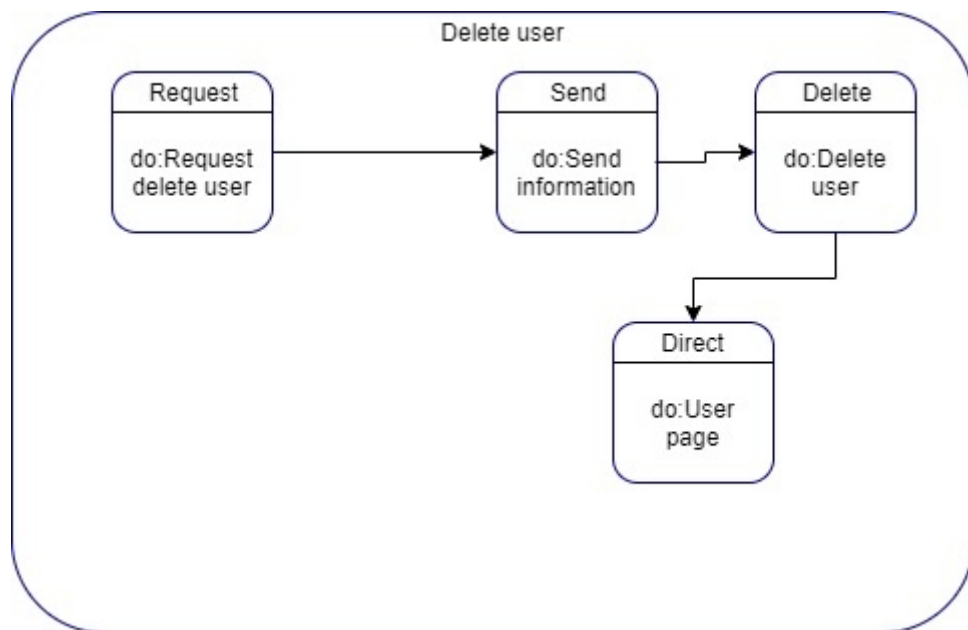 Delete user
Request
do:Request
delete user
Send
do:Send
information
Delete
do:Delete
user
Direct
do:User
page